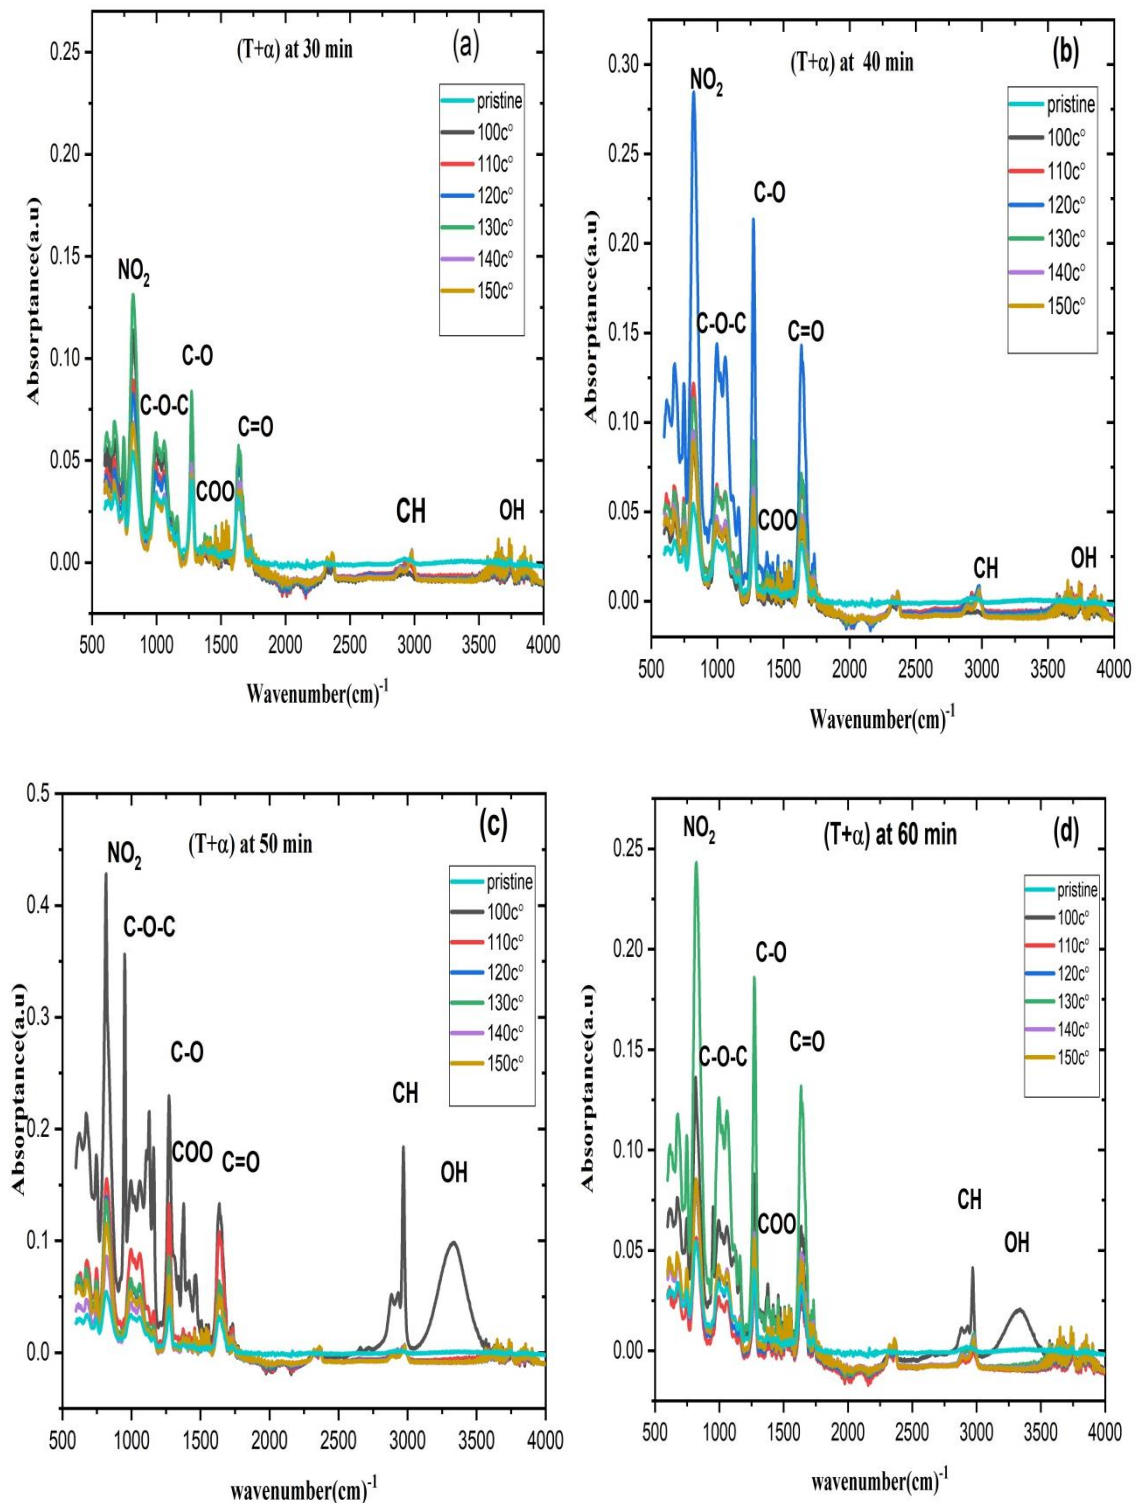 (T+α) at 30 min
(a)
0.25
0.20
0.15
0.10
0.05
0.00
Absorptance(a.u)
NO2
C-O-C
C-O
COO
C=O
CH
OH
pristine
100c°
110c°
120c°
130c°
140c°
150c°
500 1000 1500 2000 2500 3000 3500 4000
Wavenumber(cm)-1
(T+α) at 40 min
(b)
0.30
0.25
0.20
0.15
0.10
0.05
0.00
Absorptance(a.u)
NO2
C-O
C-O-C
C=O
COO
CH
OH
pristine
100c°
110c°
120c°
130c°
140c°
150c°
500 1000 1500 2000 2500 3000 3500 4000
Wavenumber(cm)-1
(T+α) at 50 min
(c)
0.5
0.4
0.3
0.2
0.1
0.0
Absorptance(a.u)
NO2
C-O-C
C-O
COO
C=O
CH
OH
pristine
100c°
110c°
120c°
130c°
140c°
150c°
500 1000 1500 2000 2500 3000 3500 4000
wavenumber(cm)-1
(T+α) at 60 min
(d)
0.25
0.20
0.15
0.10
0.05
0.00
Absorptance(a.u)
NO2
C-O
C-O-C
C=O
COO
CH
OH
pristine
100c°
110c°
120c°
130c°
140c°
150c°
500 1000 1500 2000 2500 3000 3500 4000
wavenumber(cm)-1